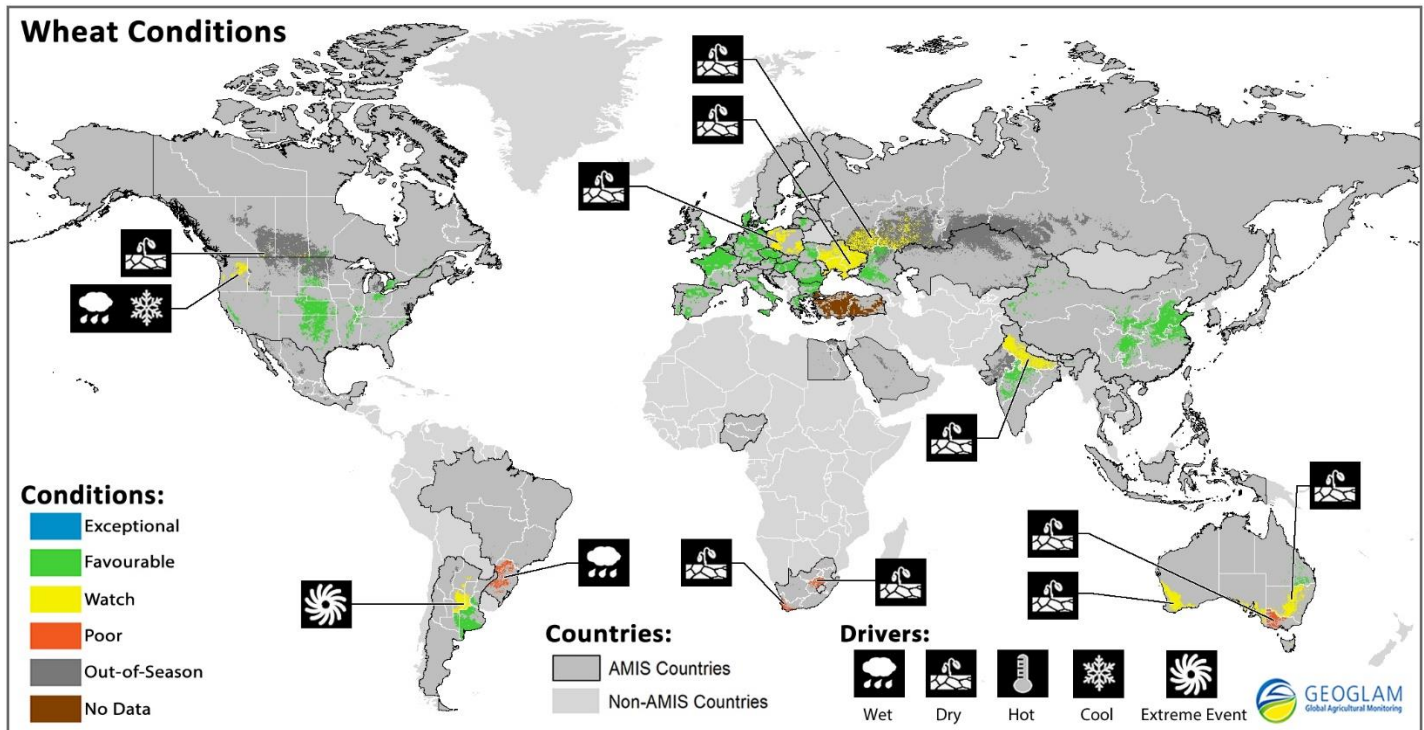 Wheat Conditions
Conditions:
Exceptional
Favourable
Watch
Poor
Out-of-Season
No Data
Countries:
AMIS Countries
Non-AMIS Countries
Drivers:
Wet
Dry
Hot
Cool
Extreme Event
GEOGLAM
Global Agricultural Monitoring